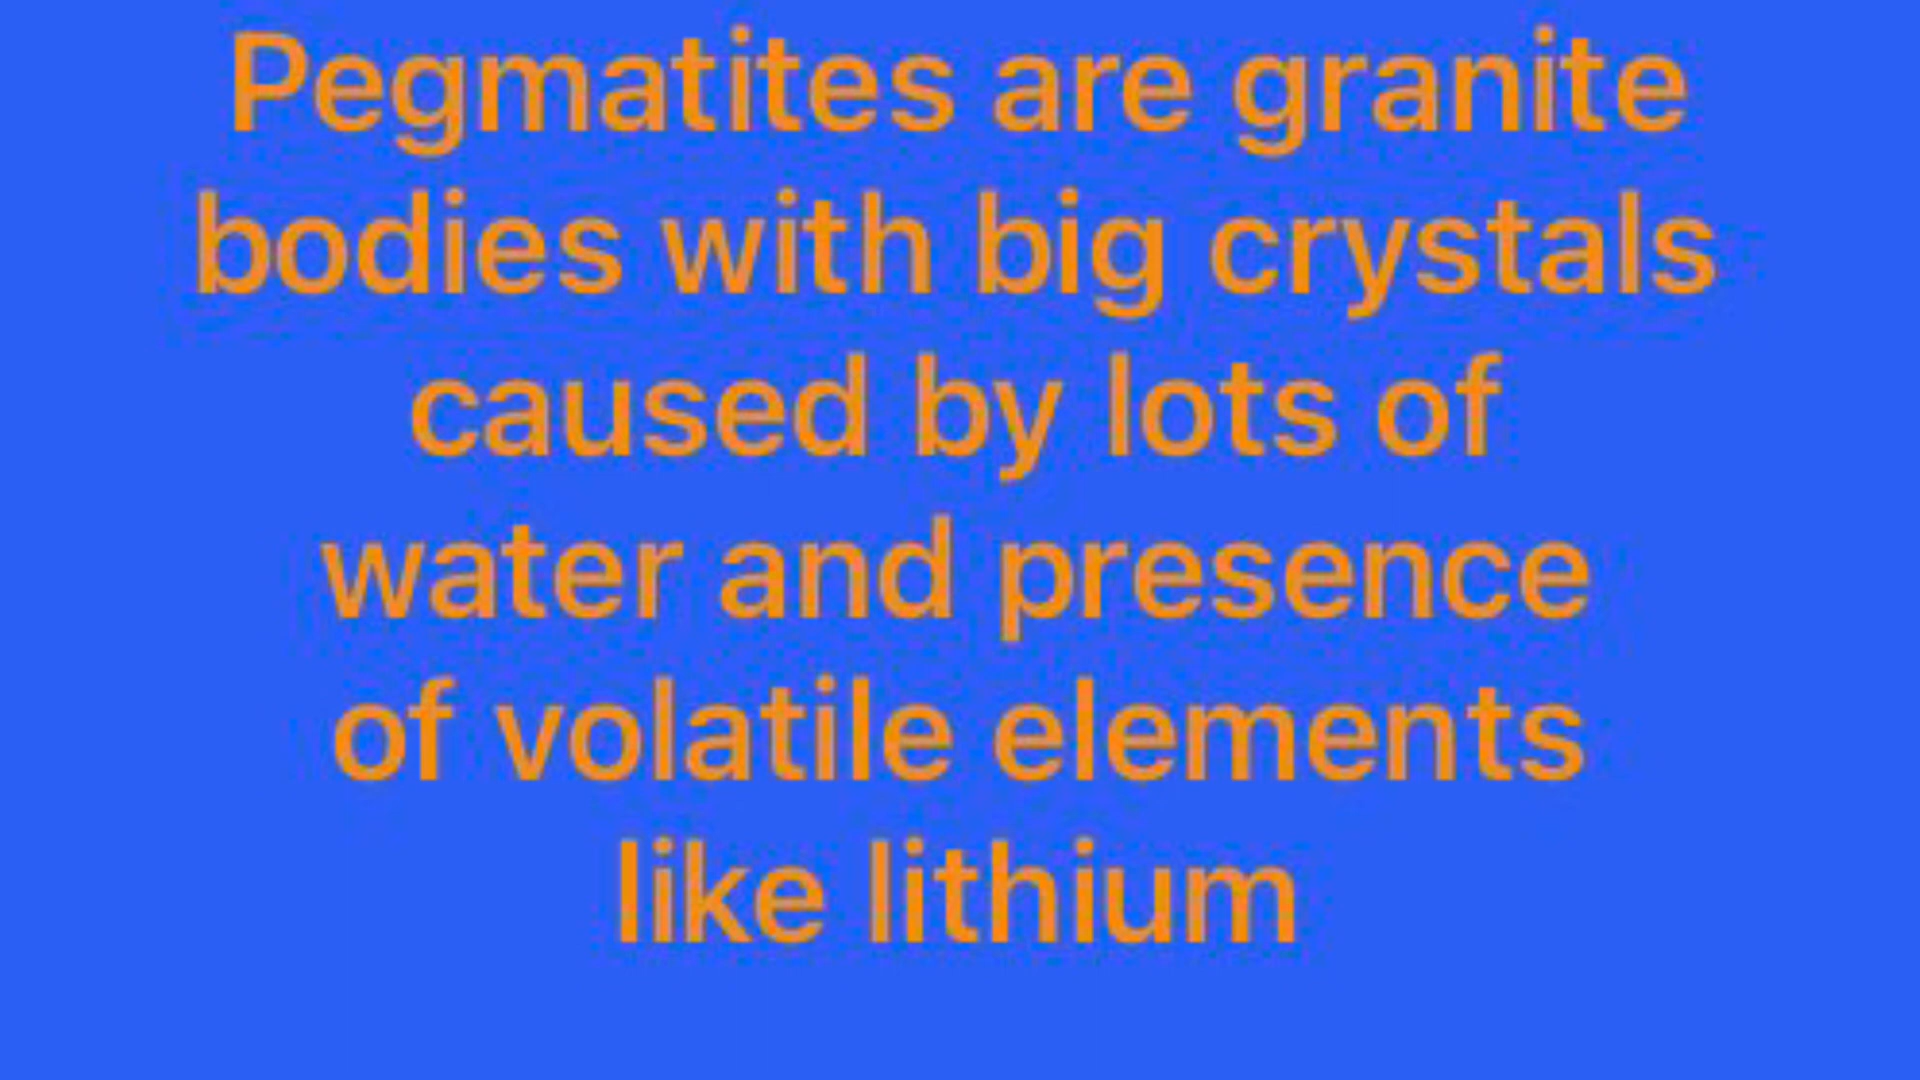 Pegmatites are granite
bodies with big crystals
caused by lots of
water and presence
of volatile elements
like lithium